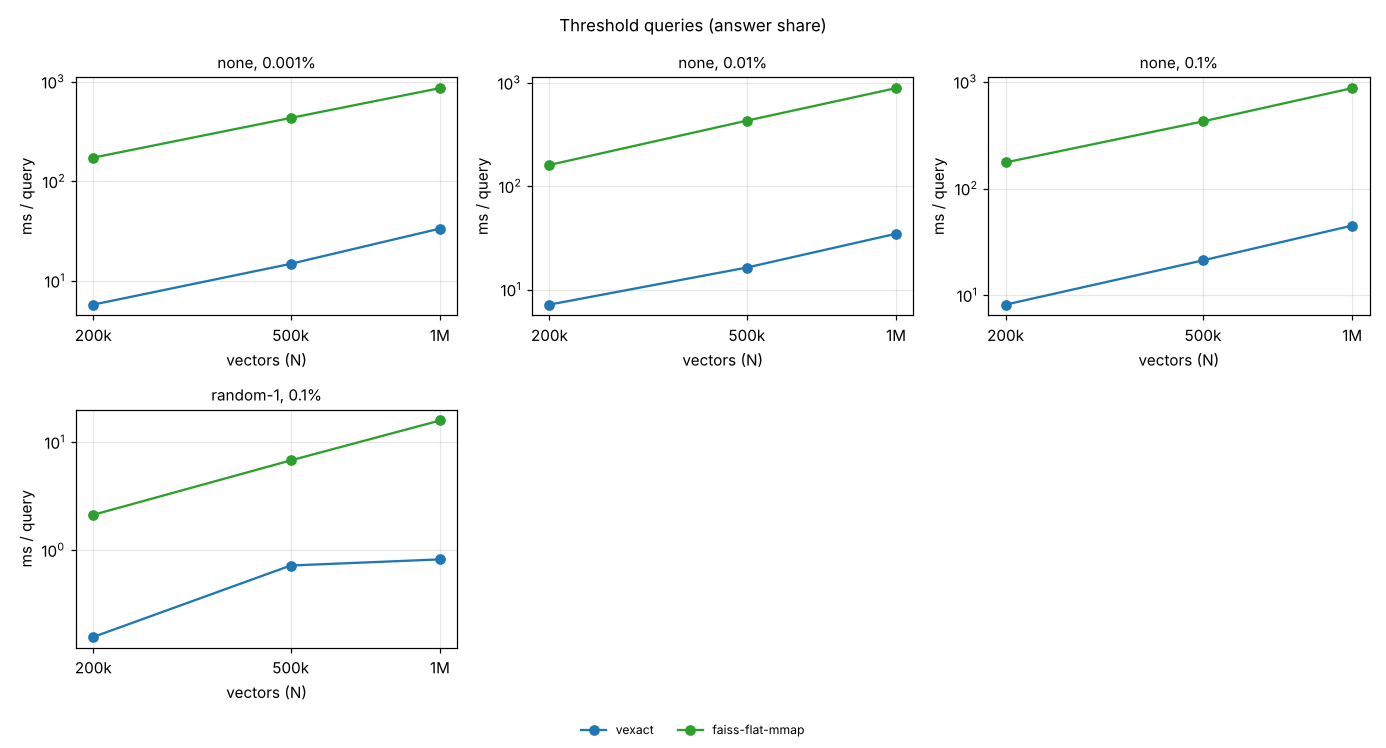 Threshold queries (answer share)
none, 0.001%
10³
10²
10¹
ms / query
200k
500k
1M
vectors (N)
none, 0.01%
10³
10²
10¹
ms / query
200k
500k
1M
vectors (N)
none, 0.1%
10³
10²
10¹
ms / query
200k
500k
1M
vectors (N)
random-1, 0.1%
10¹
10⁰
ms / query
200k
500k
1M
vectors (N)
vexact
faiss-flat-mmap